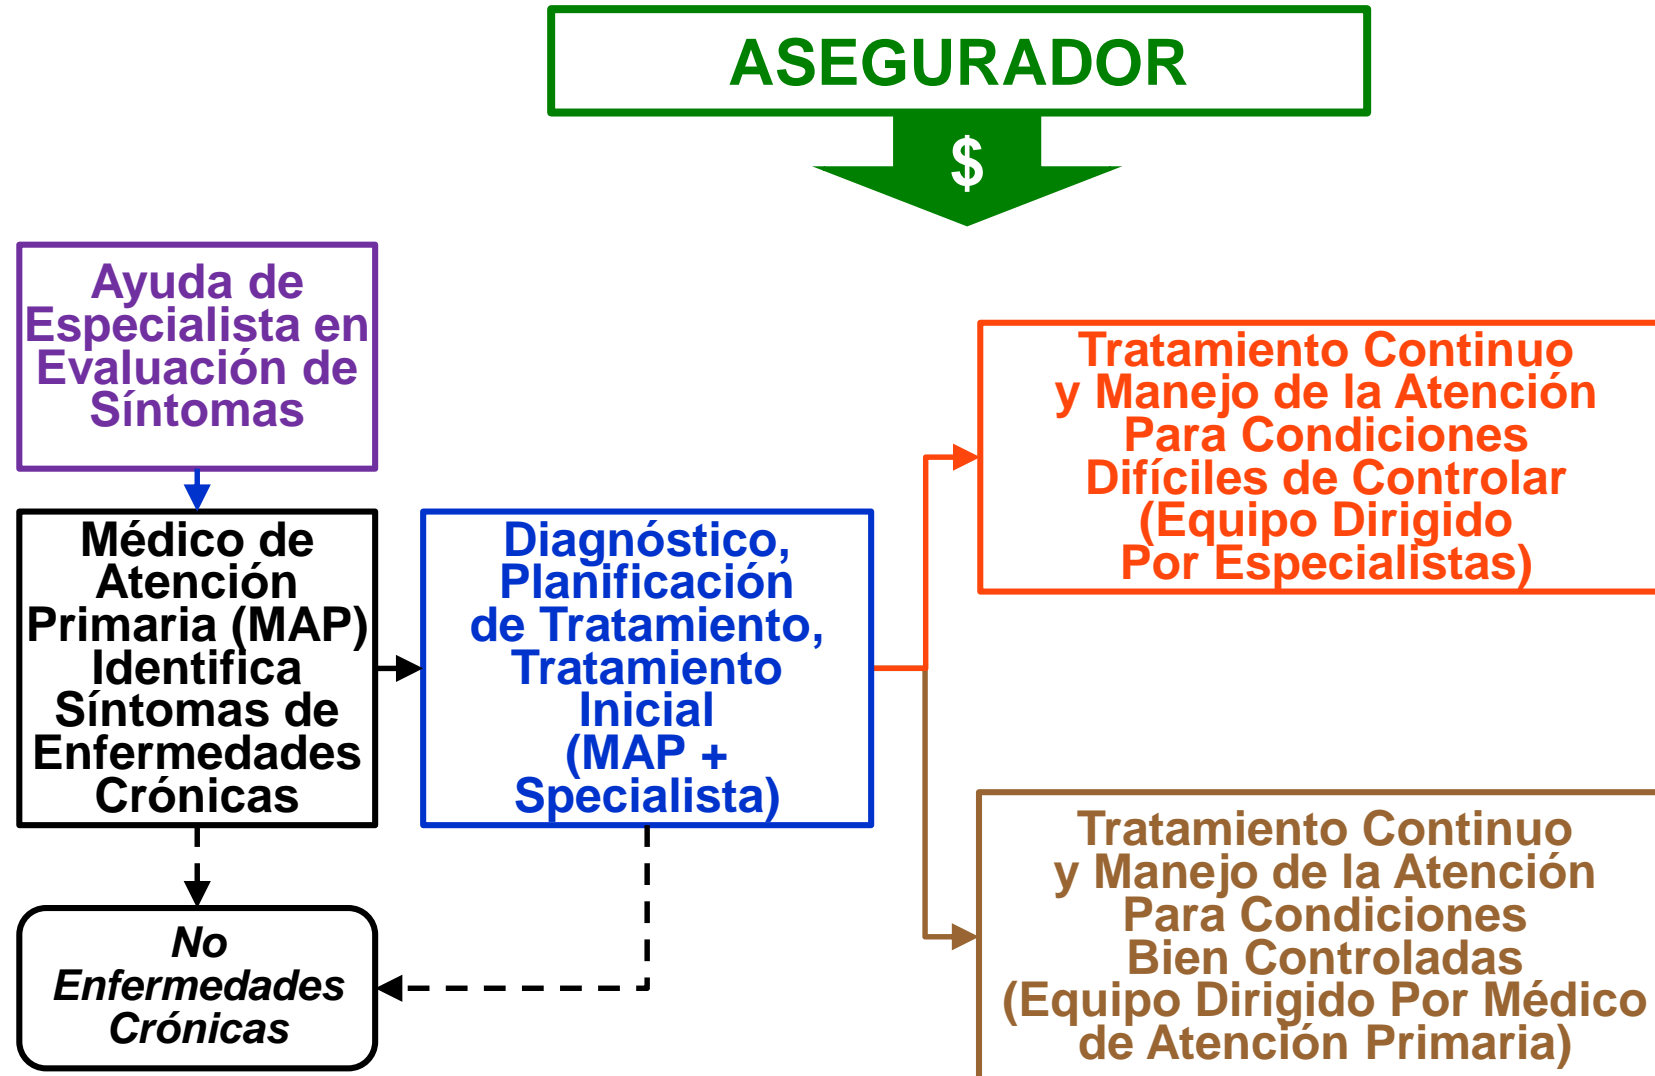 ASEGURADOR
$
Ayuda de
Especialista en
Evaluación de
Síntomas
Médico de
Atención
Primaria (MAP)
Identifica
Síntomas de
Enfermedades
Crónicas
Diagnóstico,
Planificación
de Tratamiento,
Tratamiento
Inicial
(MAP +
Specialista)
No
Enfermedades
Crónicas
Tratamiento Continuo
y Manejo de la Atención
Para Condiciones
Difíciles de Controlar
(Equipo Dirigido
Por Especialistas)
Tratamiento Continuo
y Manejo de la Atención
Para Condiciones
Bien Controladas
(Equipo Dirigido Por Médico
de Atención Primaria)